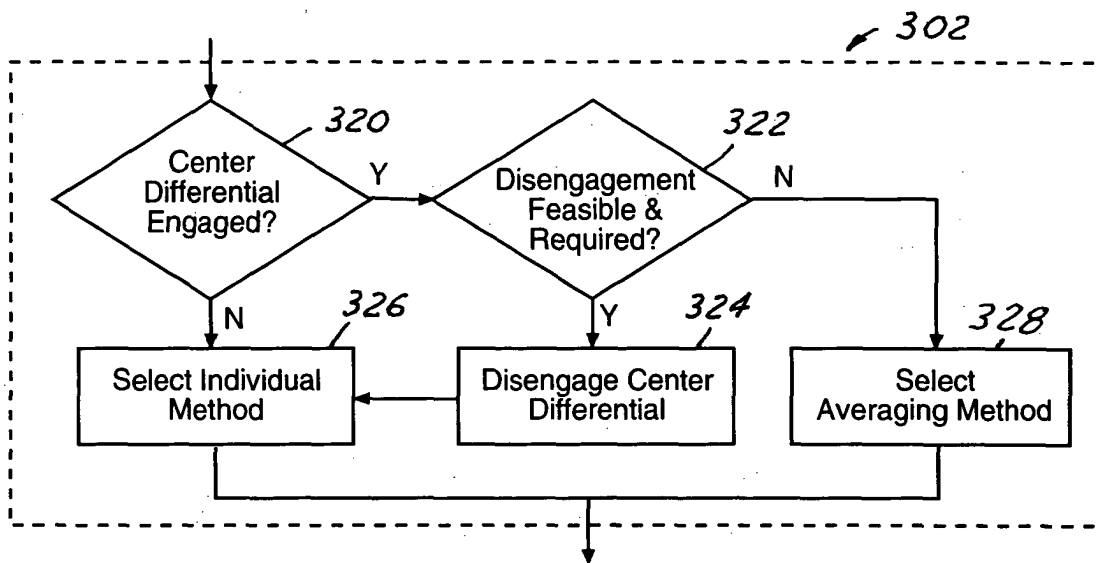 302
320
322
Center
Differential
Engaged?
Y
Disengagement
Feasible &
Required?
N
N
326
Y
324
328
Select Individual
Method
Disengage Center
Differential
Select
Averaging Method